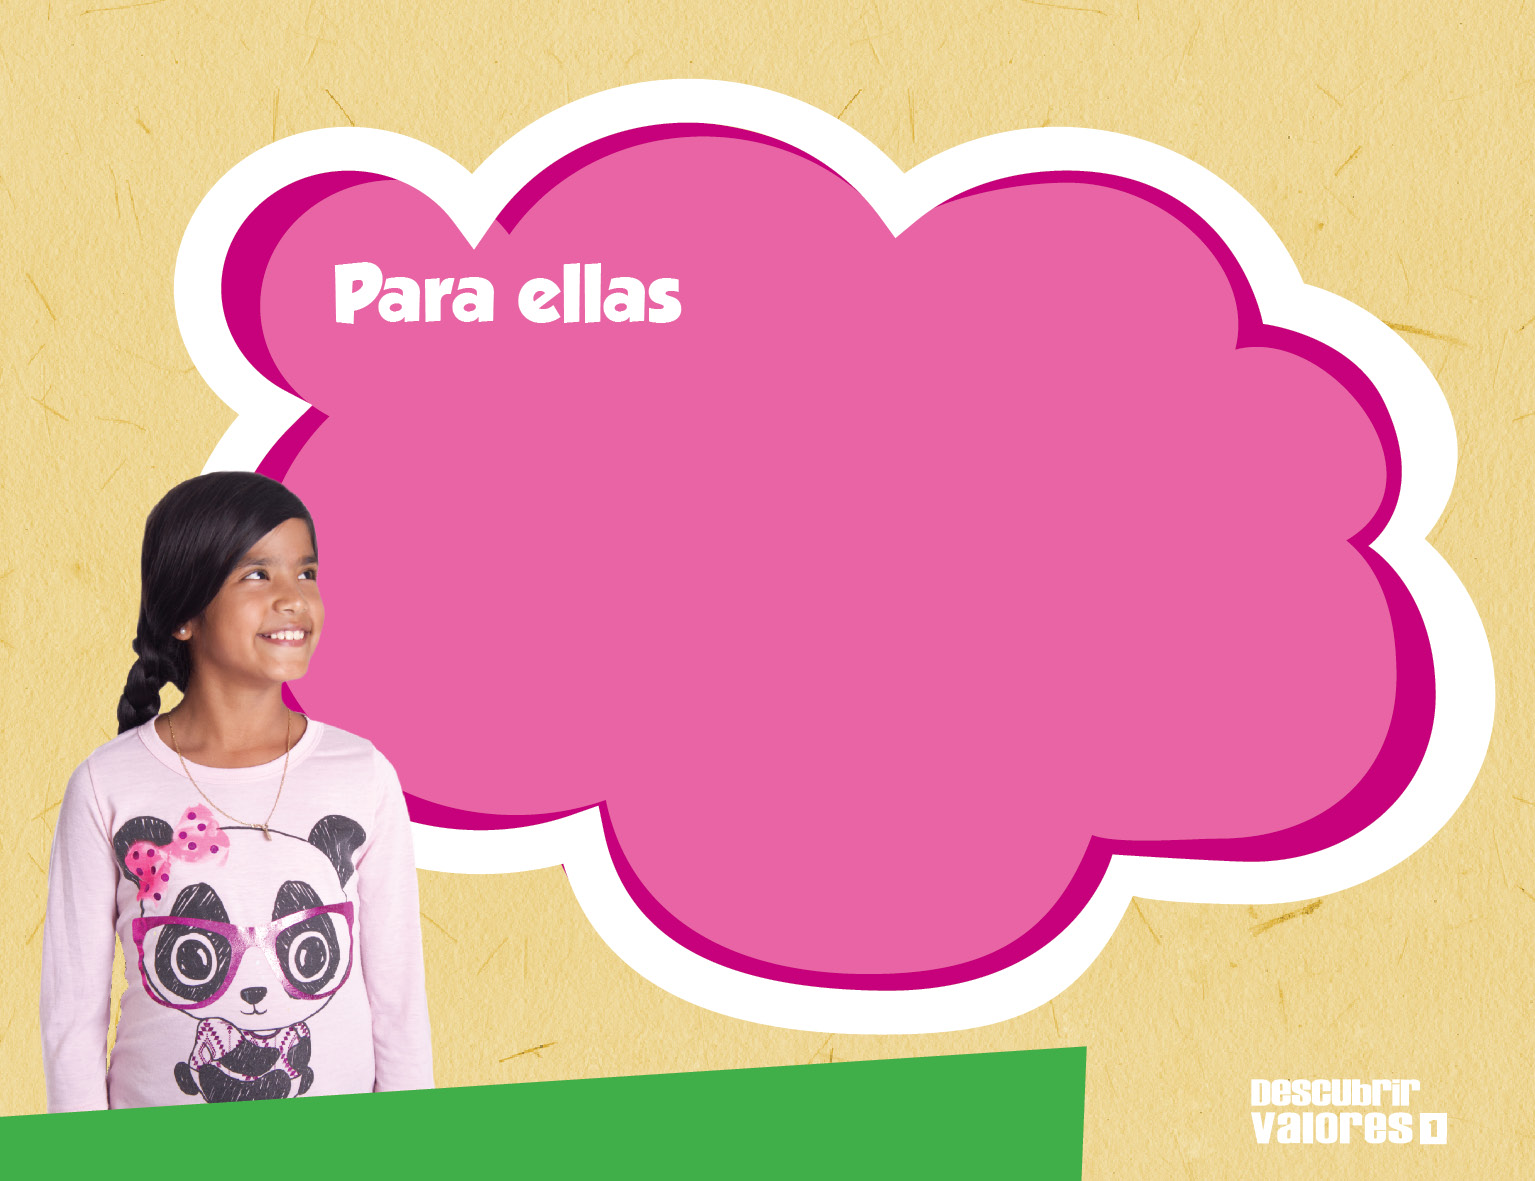 Para ellas
Descubrir
valores 1